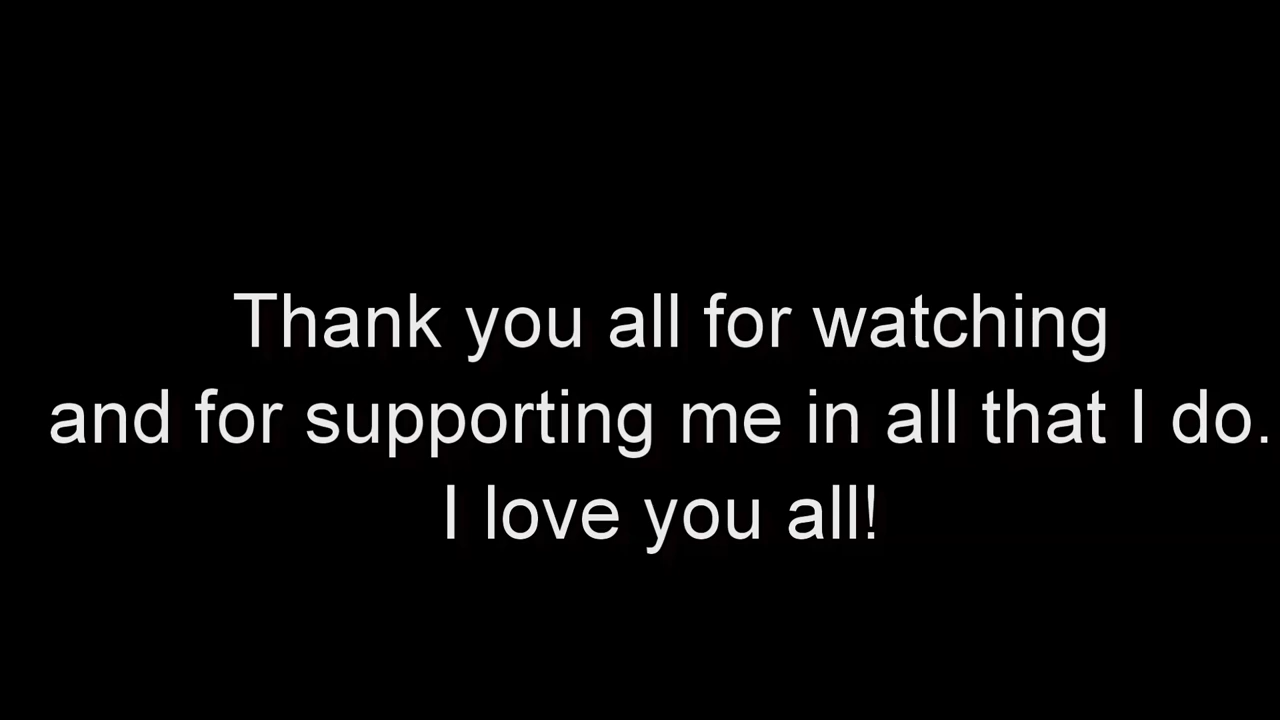 Thank you all for watching
and for supporting me in all that I do.
I love you all!